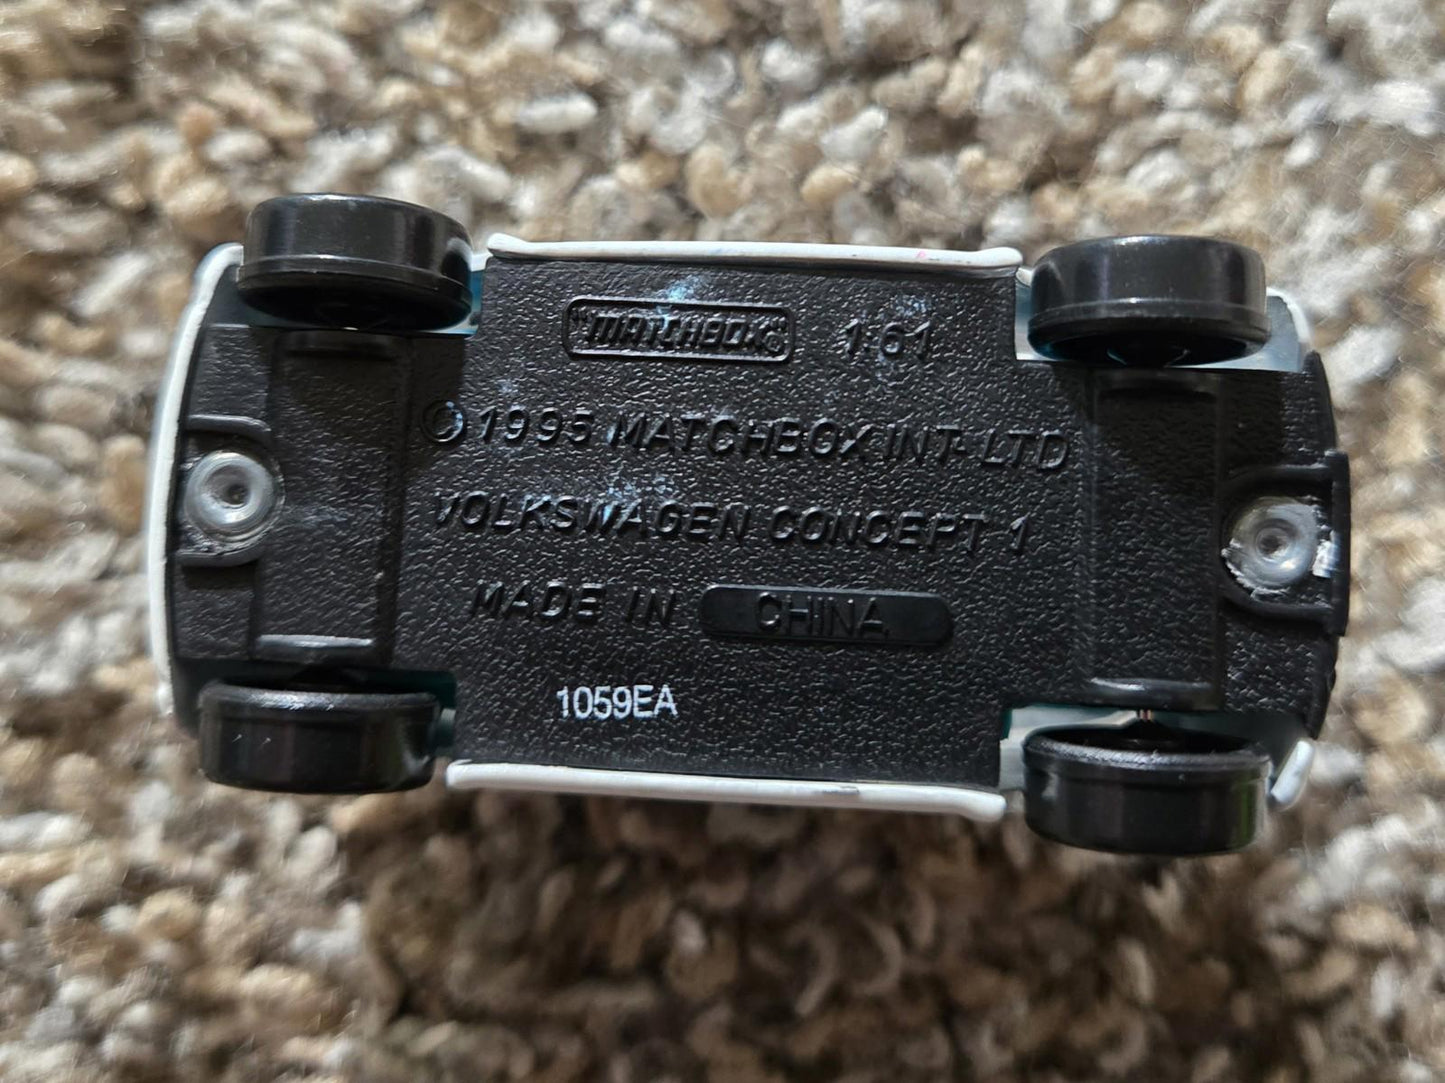 "MATCHBOX" 1:61
© 1995 MATCHBOX INT'L LTD
VOLKSWAGEN CONCEPT 1
MADE IN CHINA
1059EA